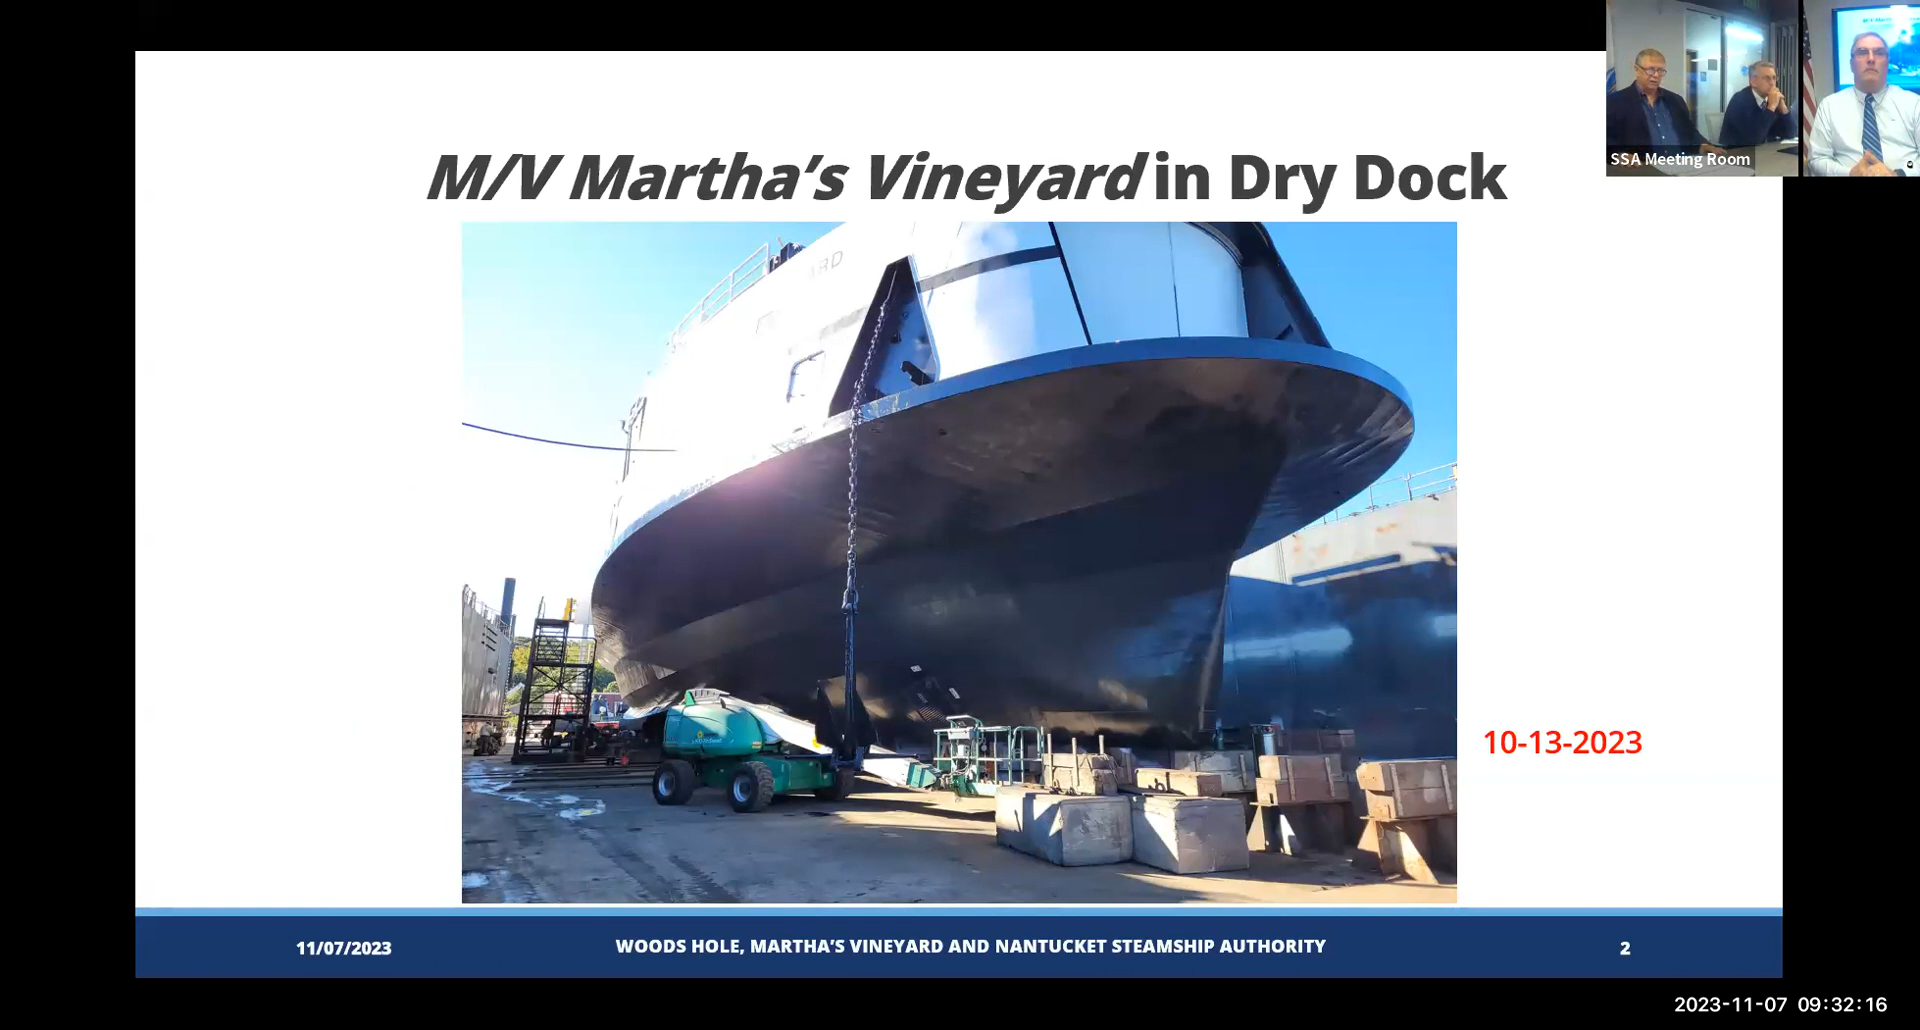 SSA Meeting Room
M/V Martha's Vineyard in Dry Dock
ARD
10-13-2023
11/07/2023
WOODS HOLE, MARTHA'S VINEYARD AND NANTUCKET STEAMSHIP AUTHORITY
2
2023-11-07 09:32:16